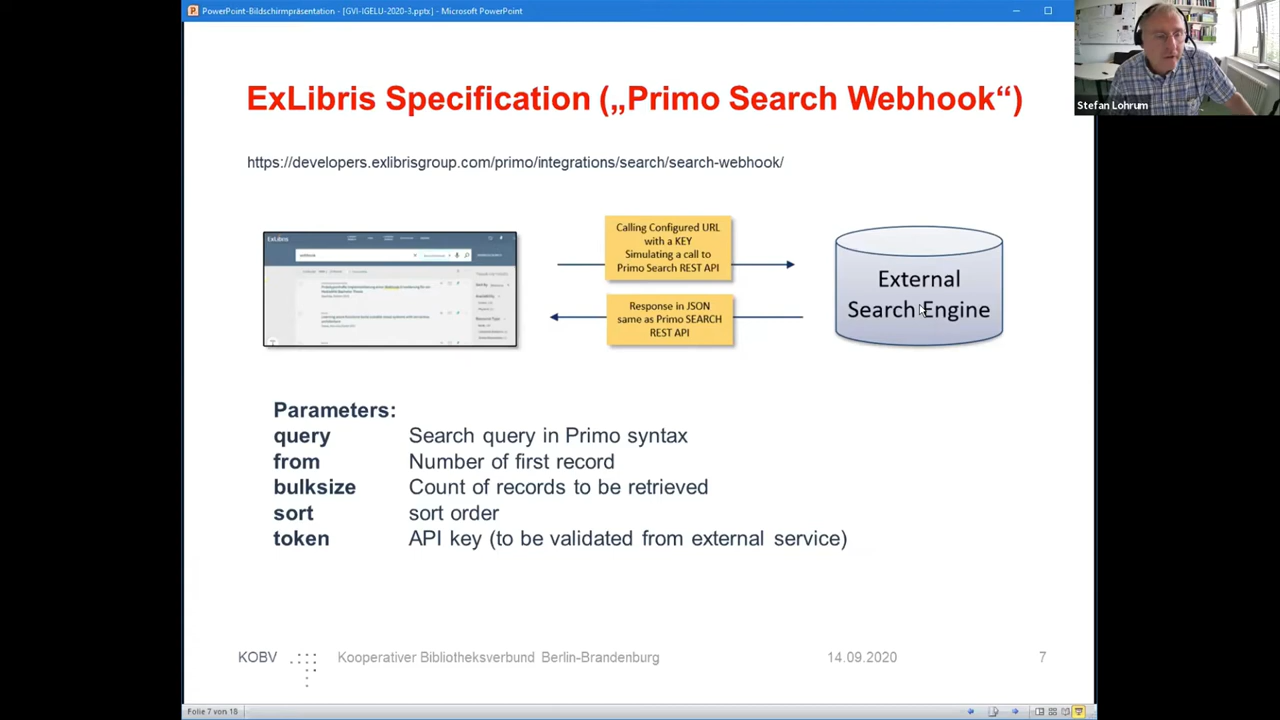 PowerPoint-Bildschirmpräsentation - [GVI-IGELU-2020-3.pptx] - Microsoft PowerPoint
Stefan Lohrum
ExLibris Specification („Primo Search Webhook“)
https://developers.exlibrisgroup.com/primo/integrations/search/search-webhook/
ExLibris
webhook
Calling Configured URL
with a KEY
Simulating a call to
Primo Search REST API
Response in JSON
same as Primo SEARCH
REST API
External
Search Engine
Parameters:
query Search query in Primo syntax
from Number of first record
bulksize Count of records to be retrieved
sort sort order
token API key (to be validated from external service)
KOBV Kooperativer Bibliotheksverbund Berlin-Brandenburg 14.09.2020 7
Folie 7 von 18